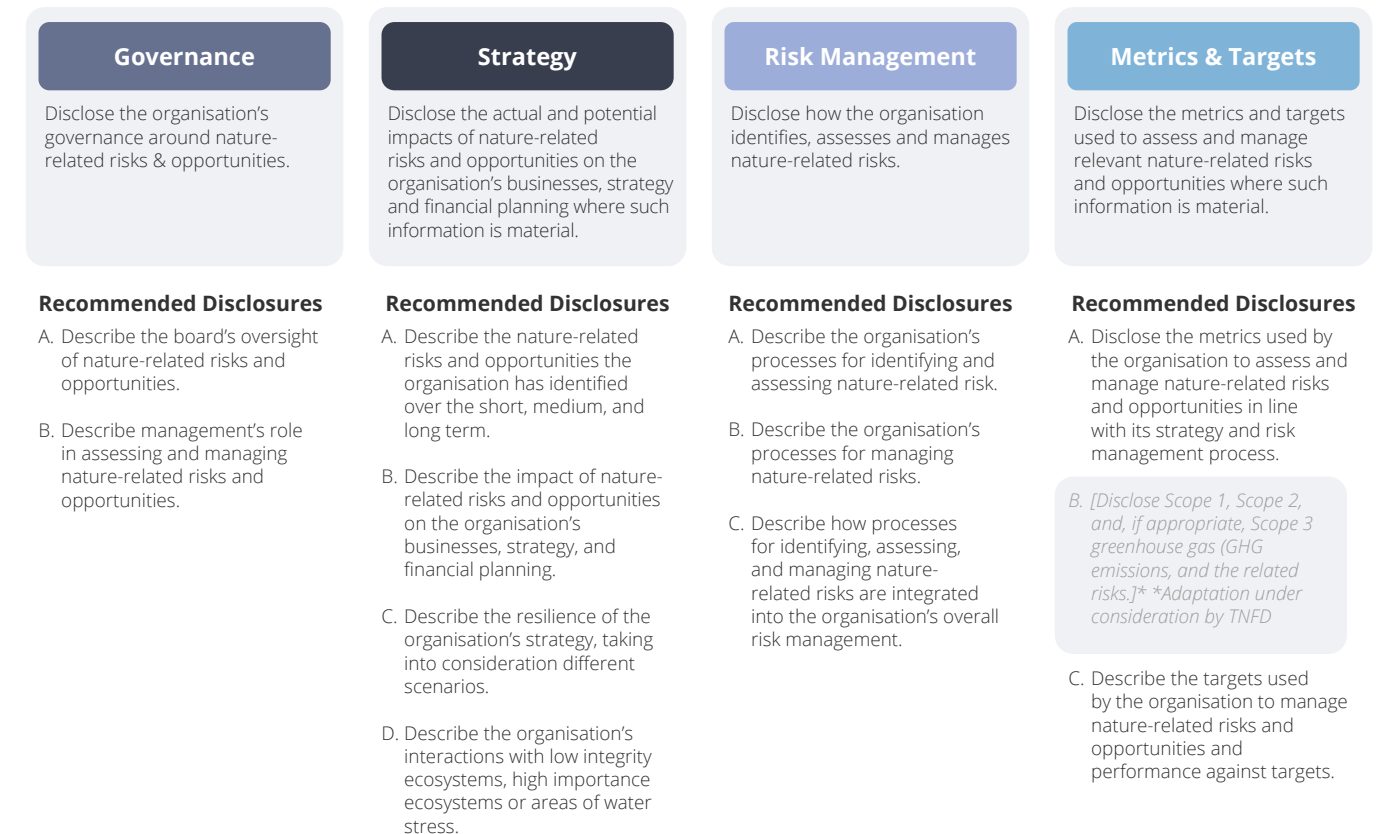 Governance
Disclose the organisation’s
governance around nature-
related risks & opportunities.
Recommended Disclosures
A. Describe the board’s oversight
of nature-related risks and
opportunities.
B. Describe management’s role
in assessing and managing
nature-related risks and
opportunities.
Strategy
Disclose the actual and potential
impacts of nature-related
risks and opportunities on the
organisation’s businesses, strategy
and financial planning where such
information is material.
Recommended Disclosures
A. Describe the nature-related
risks and opportunities the
organisation has identified
over the short, medium, and
long term.
B. Describe the impact of nature-
related risks and opportunities
on the organisation’s
businesses, strategy, and
financial planning.
C. Describe the resilience of the
organisation’s strategy, taking
into consideration different
scenarios.
D. Describe the organisation’s
interactions with low integrity
ecosystems, high importance
ecosystems or areas of water
stress.
Risk Management
Disclose how the organisation
identifies, assesses and manages
nature-related risks.
Recommended Disclosures
A. Describe the organisation’s
processes for identifying and
assessing nature-related risk.
B. Describe the organisation’s
processes for managing
nature-related risks.
C. Describe how processes
for identifying, assessing,
and managing nature-
related risks are integrated
into the organisation’s overall
risk management.
Metrics & Targets
Disclose the metrics and targets
used to assess and manage
relevant nature-related risks
and opportunities where such
information is material.
Recommended Disclosures
A. Disclose the metrics used by
the organisation to assess and
manage nature-related risks
and opportunities in line
with its strategy and risk
management process.
B. [Disclose Scope 1, Scope 2,
and, if appropriate, Scope 3
greenhouse gas (GHG
emissions, and the related
risks.]* *Adaptation under
consideration by TNFD
C. Describe the targets used
by the organisation to manage
nature-related risks and
opportunities and
performance against targets.